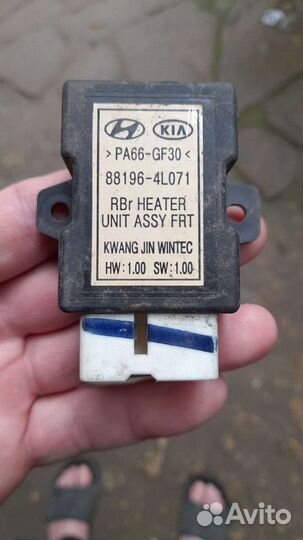 KIA
>PA66-GF30<
88196-4L071
RBr HEATER
UNIT ASSY FRT
KWANG JIN WINTEC
HW:1.00 SW:1.00
Avito